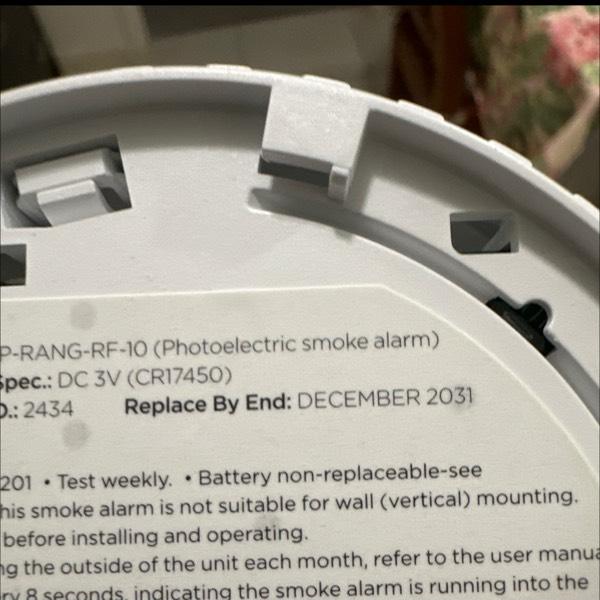 P-RANG-RF-10 (Photoelectric smoke alarm)
Spec.: DC 3V (CR17450)
D.: 2434 Replace By End: DECEMBER 2031
201 • Test weekly. • Battery non-replaceable-see
his smoke alarm is not suitable for wall (vertical) mounting.
before installing and operating.
ng the outside of the unit each month, refer to the user manua
ry 8 seconds, indicating the smoke alarm is running into the